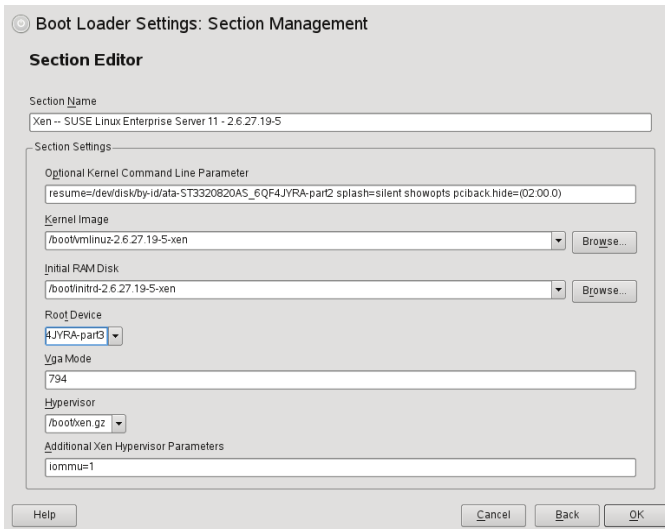 Boot Loader Settings: Section Management
Section Editor
Section Name
Xen -- SUSE Linux Enterprise Server 11 - 2.6.27.19-5
Section Settings
Optional Kernel Command Line Parameter
resume=/dev/disk/by-id/ata-ST3320820AS_6QF4JYRA-part2 splash=silent showopts pciback.hide=(02:00.0)
Kernel Image
/boot/vmlinuz-2.6.27.19-5-xen
Browse...
Initial RAM Disk
/boot/initrd-2.6.27.19-5-xen
Browse...
Root Device
4JYRA-part3
Vga Mode
794
Hypervisor
/boot/xen.gz
Additional Xen Hypervisor Parameters
iommu=1
Help Cancel Back OK